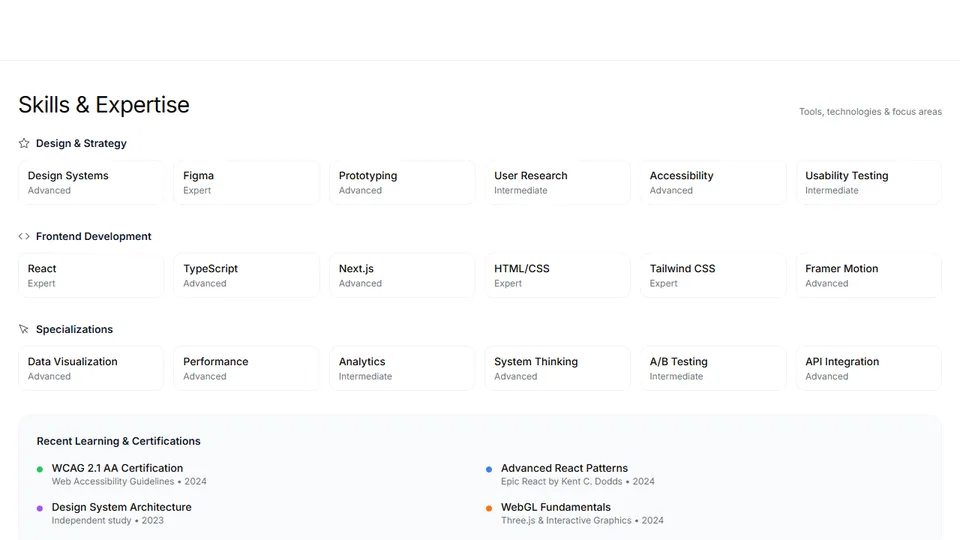 Skills & Expertise
Tools, technologies & focus areas
Design & Strategy
Design Systems
Advanced
Figma
Expert
Prototyping
Advanced
User Research
Intermediate
Accessibility
Advanced
Usability Testing
Intermediate
Frontend Development
React
Expert
TypeScript
Advanced
Next.js
Advanced
HTML/CSS
Expert
Tailwind CSS
Expert
Framer Motion
Advanced
Specializations
Data Visualization
Advanced
Performance
Advanced
Analytics
Intermediate
System Thinking
Advanced
A/B Testing
Intermediate
API Integration
Advanced
Recent Learning & Certifications
WCAG 2.1 AA Certification
Web Accessibility Guidelines • 2024
Advanced React Patterns
Epic React by Kent C. Dodds • 2024
Design System Architecture
Independent study • 2023
WebGL Fundamentals
Three.js & Interactive Graphics • 2024